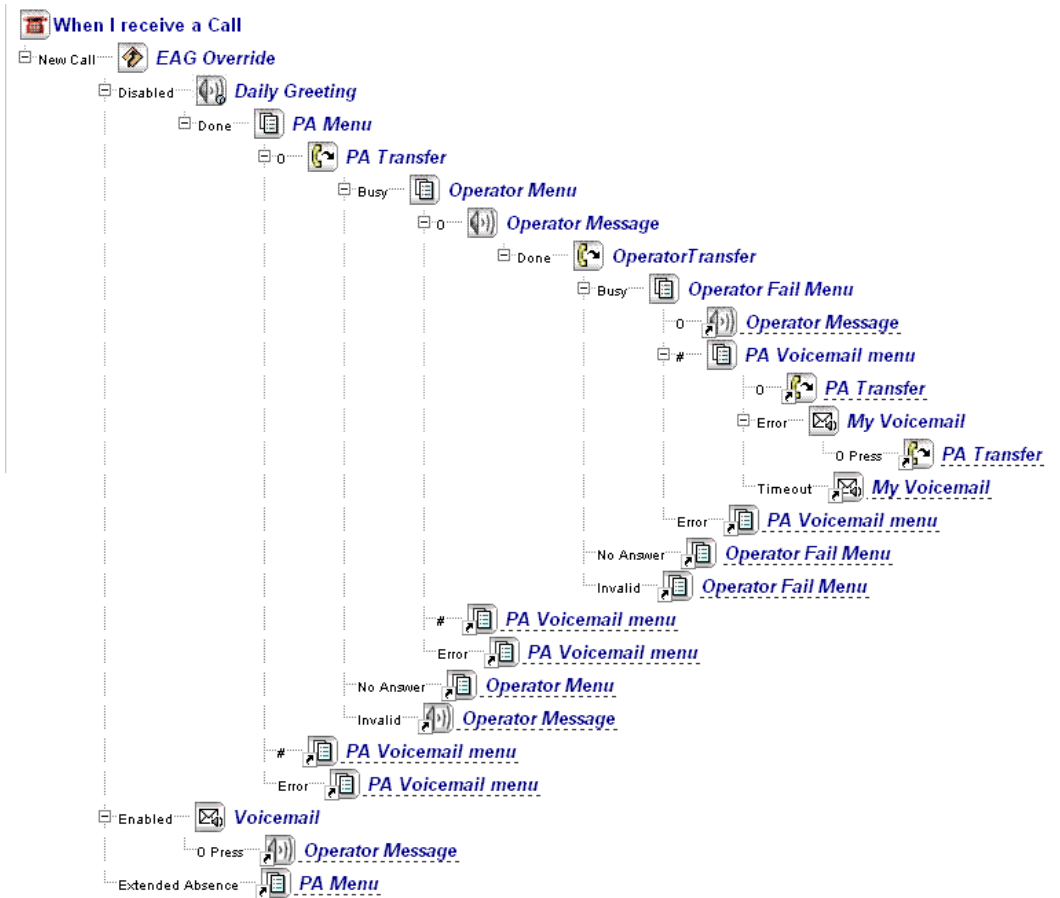 When I receive a Call
New Call EAG Override
Disabled Daily Greeting
Done PA Menu
0 PA Transfer
Busy Operator Menu
0 Operator Message
Done OperatorTransfer
Busy Operator Fail Menu
0 Operator Message
# PA Voicemail menu
0 PA Transfer
Error My Voicemail
0 Press PA Transfer
Timeout My Voicemail
Error PA Voicemail menu
No Answer Operator Fail Menu
Invalid Operator Fail Menu
# PA Voicemail menu
Error PA Voicemail menu
No Answer Operator Menu
Invalid Operator Message
# PA Voicemail menu
Error PA Voicemail menu
Enabled Voicemail
0 Press Operator Message
Extended Absence PA Menu